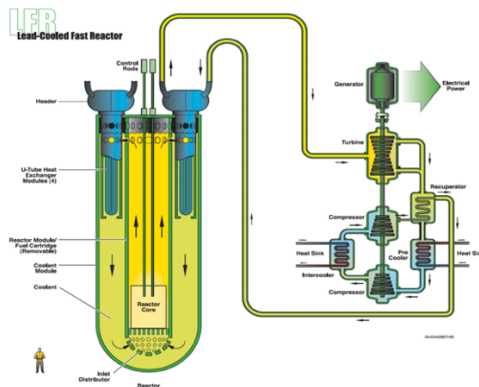 LFR
Lead-Cooled Fast Reactor
Control
Rods
Header
U-Tube Heat
Exchanger
Modules (4)
Reactor Module/
Fuel Cartridge
(Removable)
Coolant
Module
Coolant
Reactor
Core
Inlet
Distributor
Reactor
Generator
Electrical
Power
Turbine
Recuperator
Compressor
Heat Sink
Intercooler
Pre
Cooler
Heat Sin
Compressor